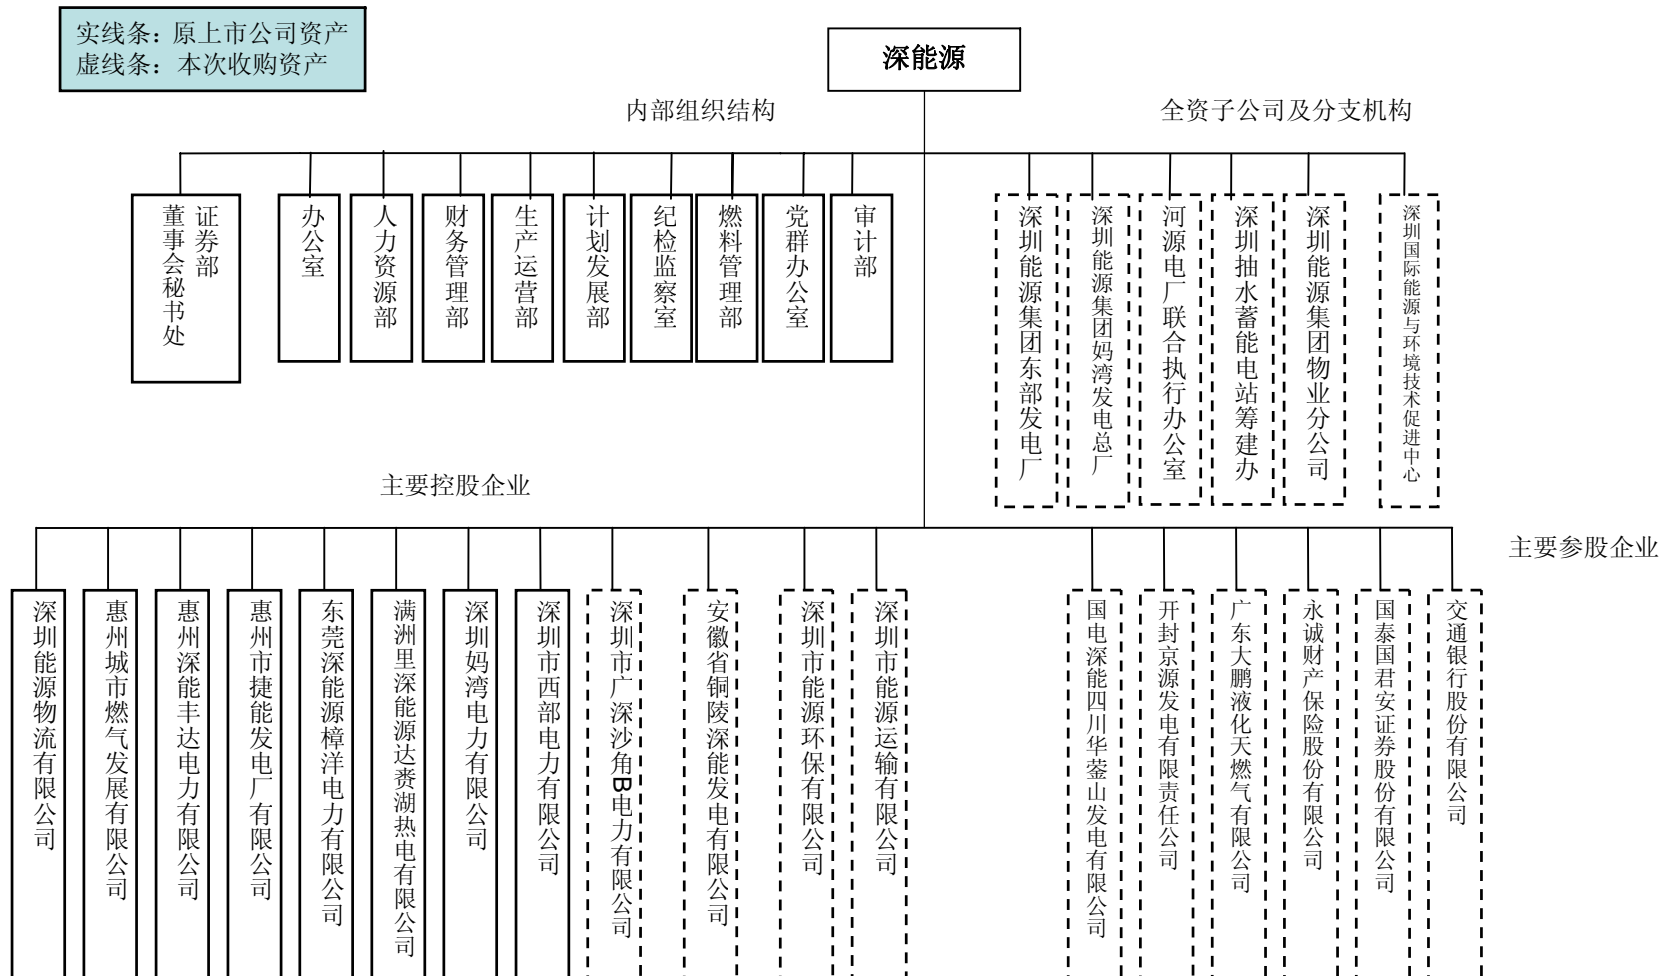 实线条：原上市公司资产
虚线条：本次收购资产
深能源
内部组织结构
全资子公司及分支机构
证券部
董事会秘书处
办公室
人力资源部
财务管理部
生产运营部
计划发展部
纪检监察室
燃料管理部
党群办公室
审计部
深圳能源集团东部发电厂
深圳能源集团妈湾发电总厂
河源电厂联合执行办公室
深圳抽水蓄能电站筹建办
深圳能源集团物业分公司
深圳国际能源与环境技术促进中心
主要控股企业
主要参股企业
深圳能源物流有限公司
惠州城市燃气发展有限公司
惠州深能丰达电力有限公司
惠州市捷能发电厂有限公司
东莞深能源樟洋电力有限公司
满洲里深能源达赉湖热电有限公司
深圳妈湾电力有限公司
深圳市西部电力有限公司
深圳市广深沙角B电力有限公司
安徽省铜陵深能发电有限公司
深圳市能源环保有限公司
深圳市能源运输有限公司
国电深能四川华蓥山发电有限公司
开封京源发电有限责任公司
广东大鹏液化天燃气有限公司
永诚财产保险股份有限公司
国泰国君安证券股份有限公司
交通银行股份有限公司